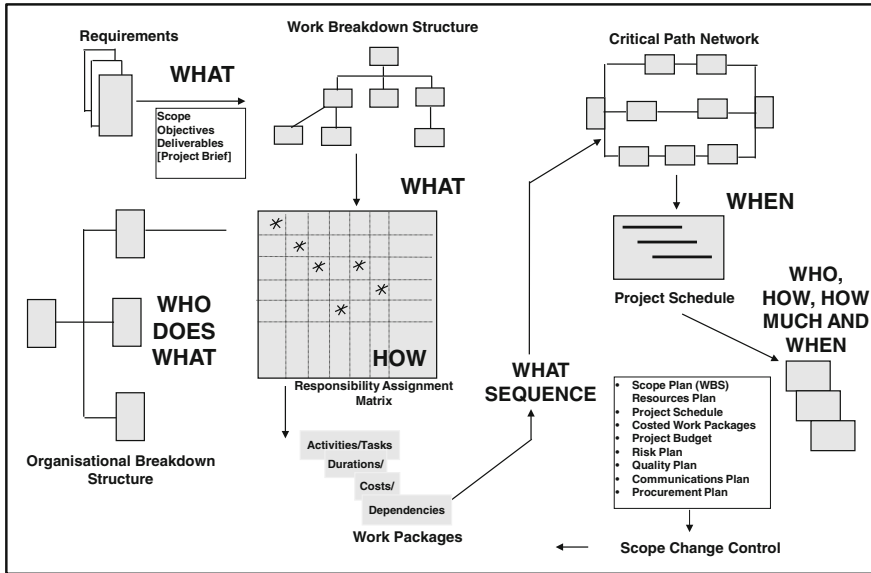 Requirements
WHAT
Scope
Objectives
Deliverables
[Project Brief]
Work Breakdown Structure
WHAT
WHO
DOES
WHAT
Organisational Breakdown
Structure
HOW
Responsibility Assignment
Matrix
Activities/Tasks
Durations/
Costs/
Dependencies
Work Packages
WHAT
SEQUENCE
Critical Path Network
WHEN
Project Schedule
WHO,
HOW, HOW
MUCH AND
WHEN
• Scope Plan (WBS)
Resources Plan
• Project Schedule
• Costed Work Packages
• Project Budget
• Risk Plan
• Quality Plan
• Communications Plan
• Procurement Plan
Scope Change Control